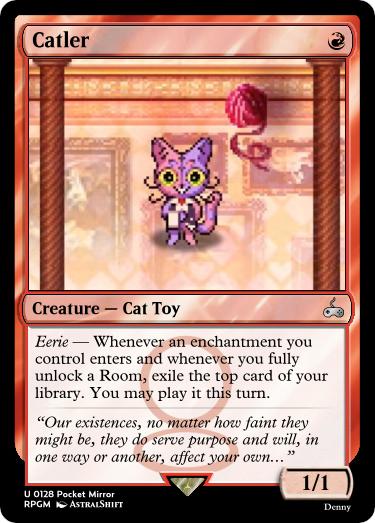 Catler
Creature — Cat Toy
Eerie — Whenever an enchantment you
control enters and whenever you fully
unlock a Room, exile the top card of your
library. You may play it this turn.
“Our existences, no matter how faint they
might be, they do serve purpose and will, in
one way or another, affect your own…”
1/1
U 0128 Pocket Mirror
RPGM AstralShift
Denny